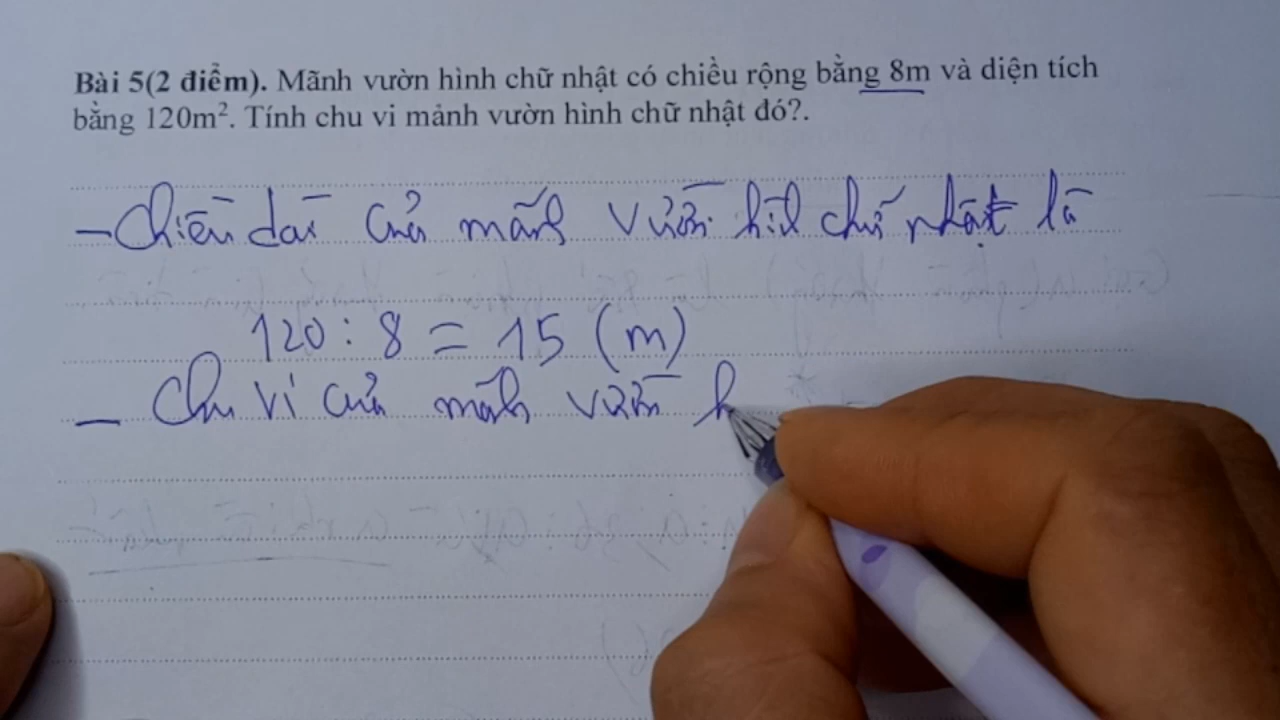 Bài 5(2 điểm). Mãnh vườn hình chữ nhật có chiều rộng bằng 8m và diện tích
bằng 120m². Tính chu vi mảnh vườn hình chữ nhật đó?.
- Chiều dài của mãnh vườn hình chữ nhật là
120 : 8 = 15 (m)
- Chu vi của mãnh vườn h